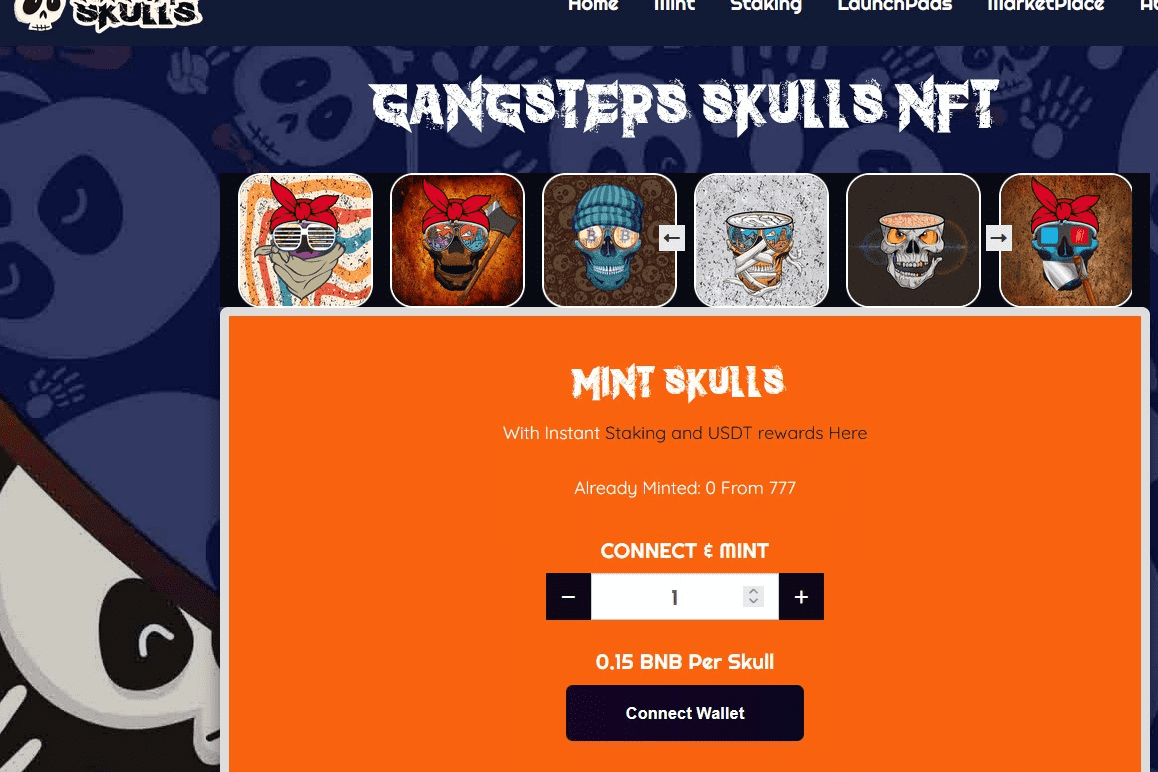 SKULLS
Home Mint Staking LaunchPads MarketPlace
GANGSTERS SKULLS NFT
MINT SKULLS
With Instant Staking and USDT rewards Here
Already Minted: 0 From 777
CONNECT & MINT
− 1 +
0.15 BNB Per Skull
Connect Wallet